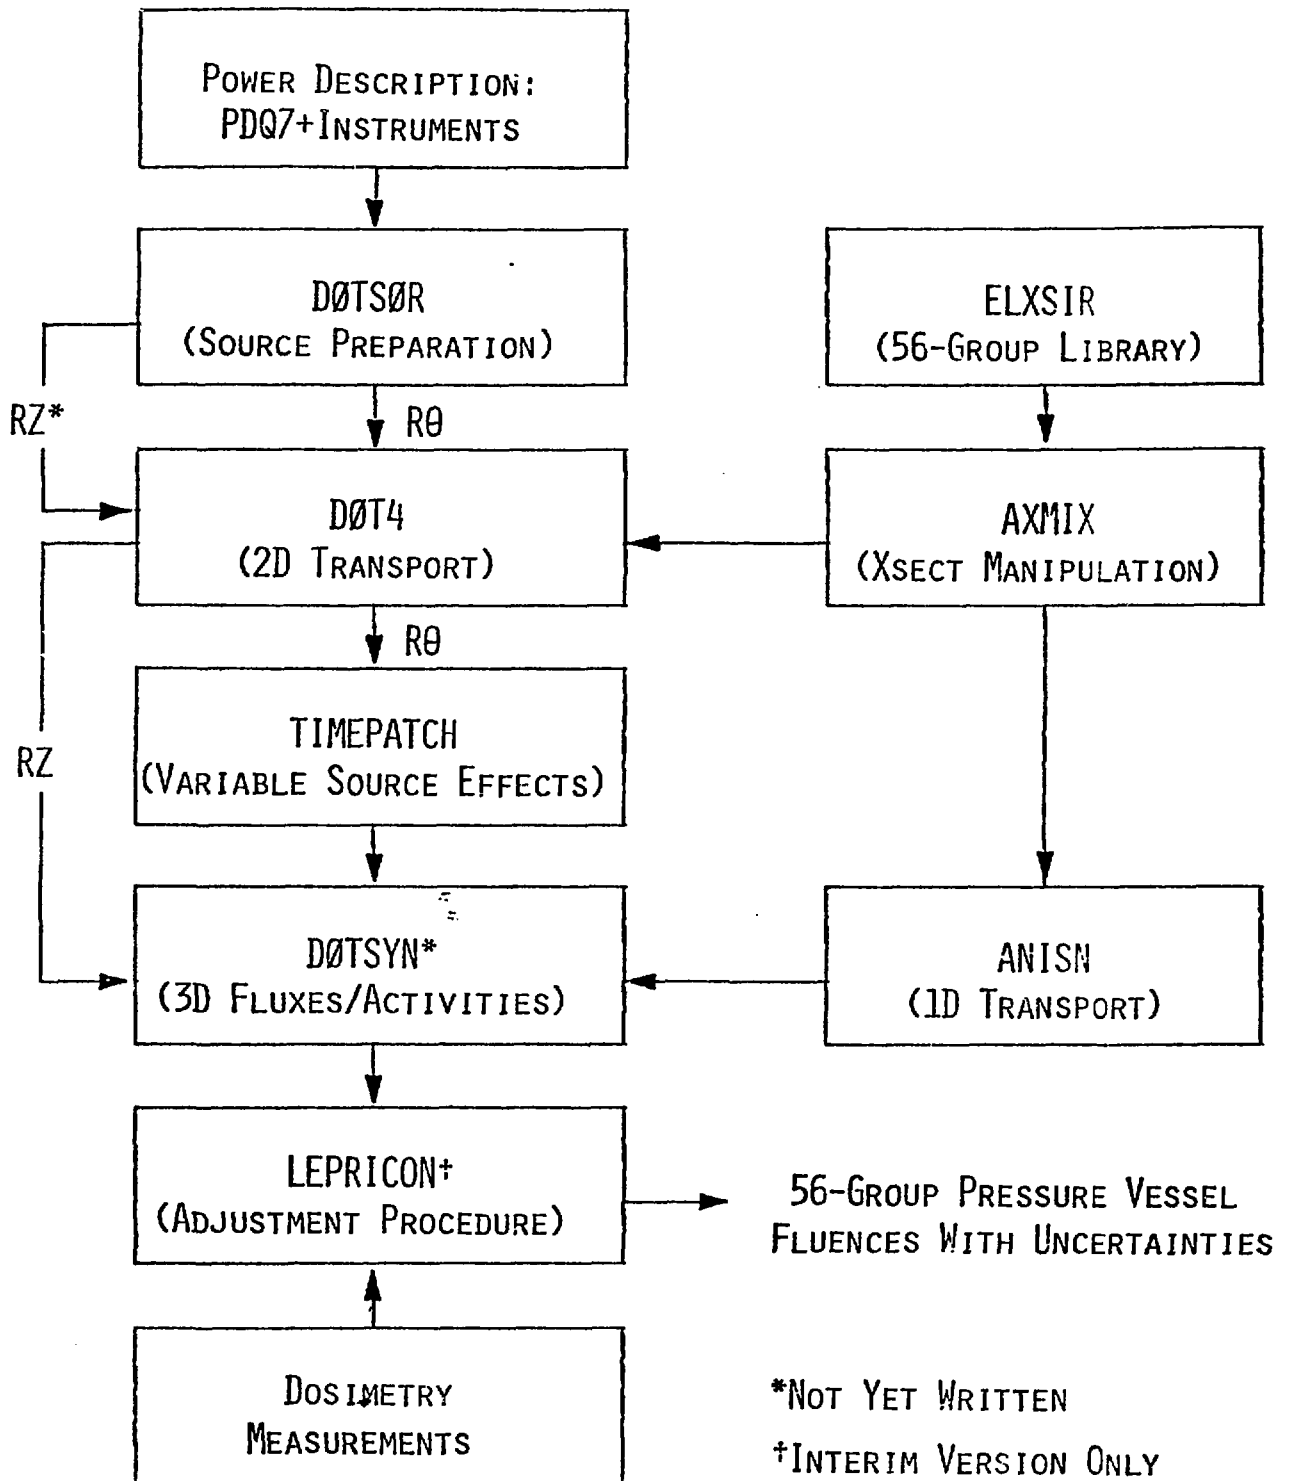 POWER DESCRIPTION:
PDQ7+INSTRUMENTS
DØTSØR
(SOURCE PREPARATION)
ELXSIR
(56-GROUP LIBRARY)
RZ*
Rθ
DØT4
(2D TRANSPORT)
AXMIX
(XSECT MANIPULATION)
Rθ
TIMEPATCH
(VARIABLE SOURCE EFFECTS)
RZ
DØTSYN*
(3D FLUXES/ACTIVITIES)
ANISN
(1D TRANSPORT)
LEPRICON†
(ADJUSTMENT PROCEDURE)
56-GROUP PRESSURE VESSEL
FLUENCES WITH UNCERTAINTIES
DOSIMETRY
MEASUREMENTS
*NOT YET WRITTEN
†INTERIM VERSION ONLY